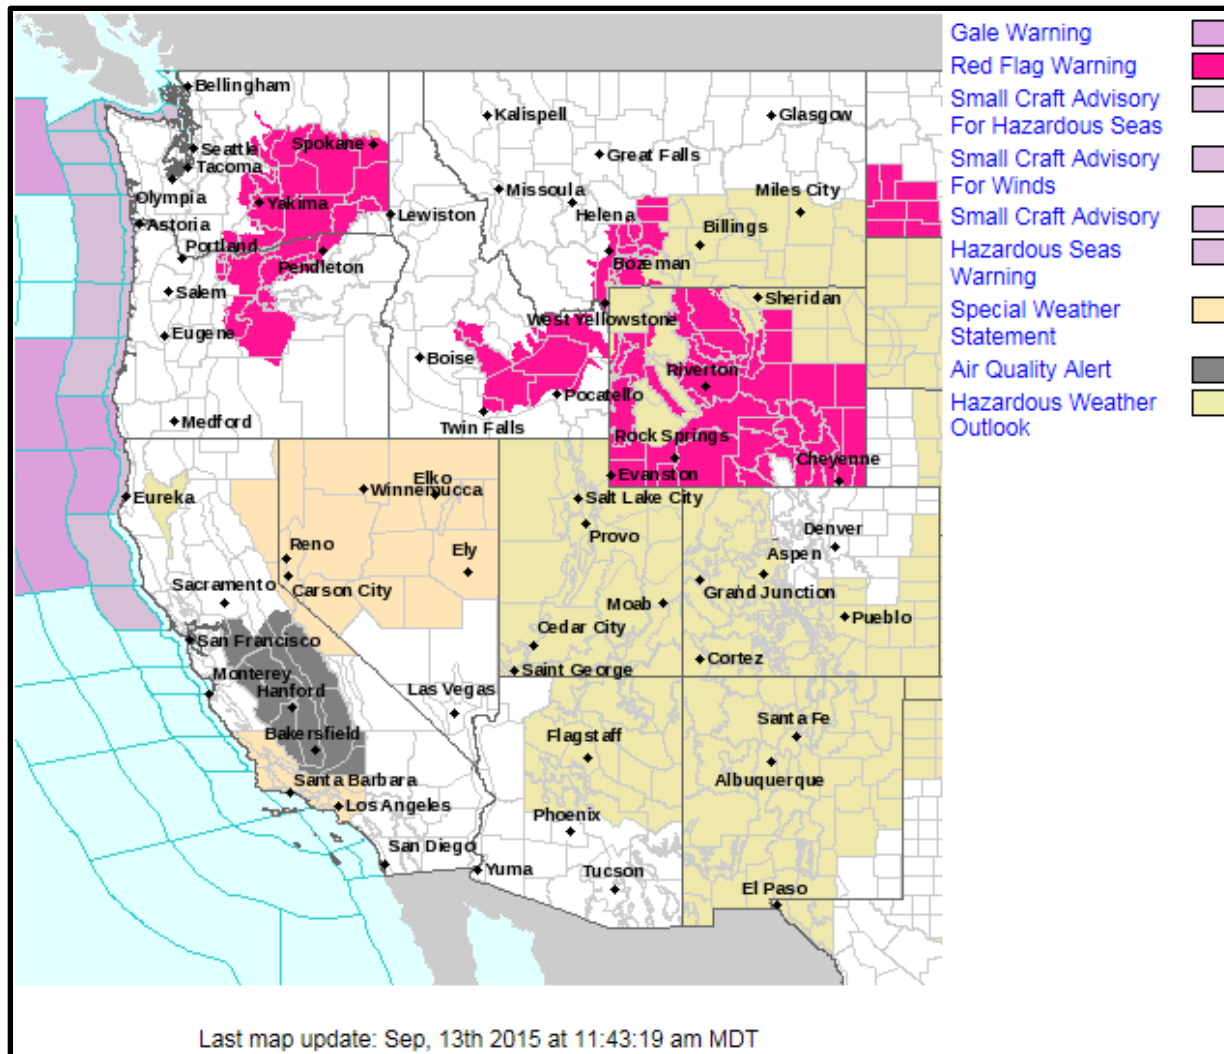 Gale Warning
Red Flag Warning
Small Craft Advisory
For Hazardous Seas
Small Craft Advisory
For Winds
Small Craft Advisory
Hazardous Seas
Warning
Special Weather
Statement
Air Quality Alert
Hazardous Weather
Outlook
Bellingham
Seattle
Tacoma
Olympia
Astoria
Spokane
Yakima
Lewiston
Portland
Pendleton
Salem
Eugene
Medford
Kalispell
Glasgow
Great Falls
Missoula
Helena
Miles City
Billings
Bozeman
West Yellowstone
Sheridan
Boise
Pocatello
Twin Falls
Riverton
Rock Springs
Evanston
Cheyenne
Eureka
Elko
Winnemucca
Reno
Ely
Carson City
Sacramento
San Francisco
Monterey
Hanford
Bakersfield
Las Vegas
Santa Barbara
Los Angeles
San Diego
Salt Lake City
Provo
Moab
Cedar City
Saint George
Denver
Aspen
Grand Junction
Pueblo
Cortez
Flagstaff
Phoenix
Yuma
Tucson
Santa Fe
Albuquerque
El Paso
Last map update: Sep, 13th 2015 at 11:43:19 am MDT